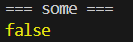 === some ===
false